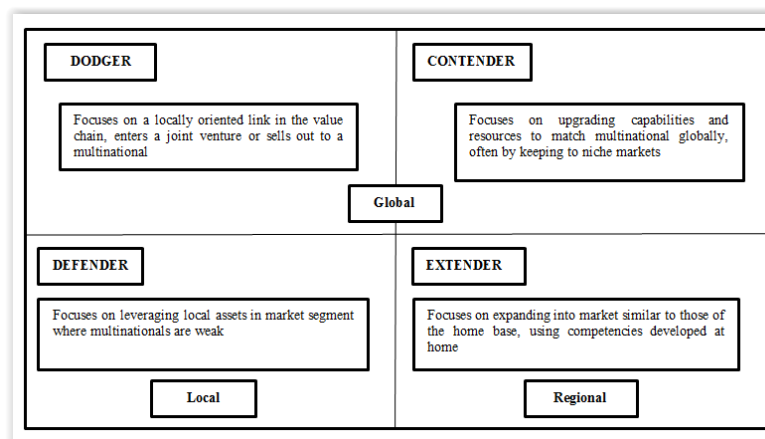 DODGER
Focuses on a locally oriented link in the value
chain, enters a joint venture or sells out to a
multinational
CONTENDER
Focuses on upgrading capabilities and
resources to match multinational globally,
often by keeping to niche markets
Global
DEFENDER
Focuses on leveraging local assets in market segment
where multinationals are weak
Local
EXTENDER
Focuses on expanding into market similar to those of
the home base, using competencies developed at
home
Regional